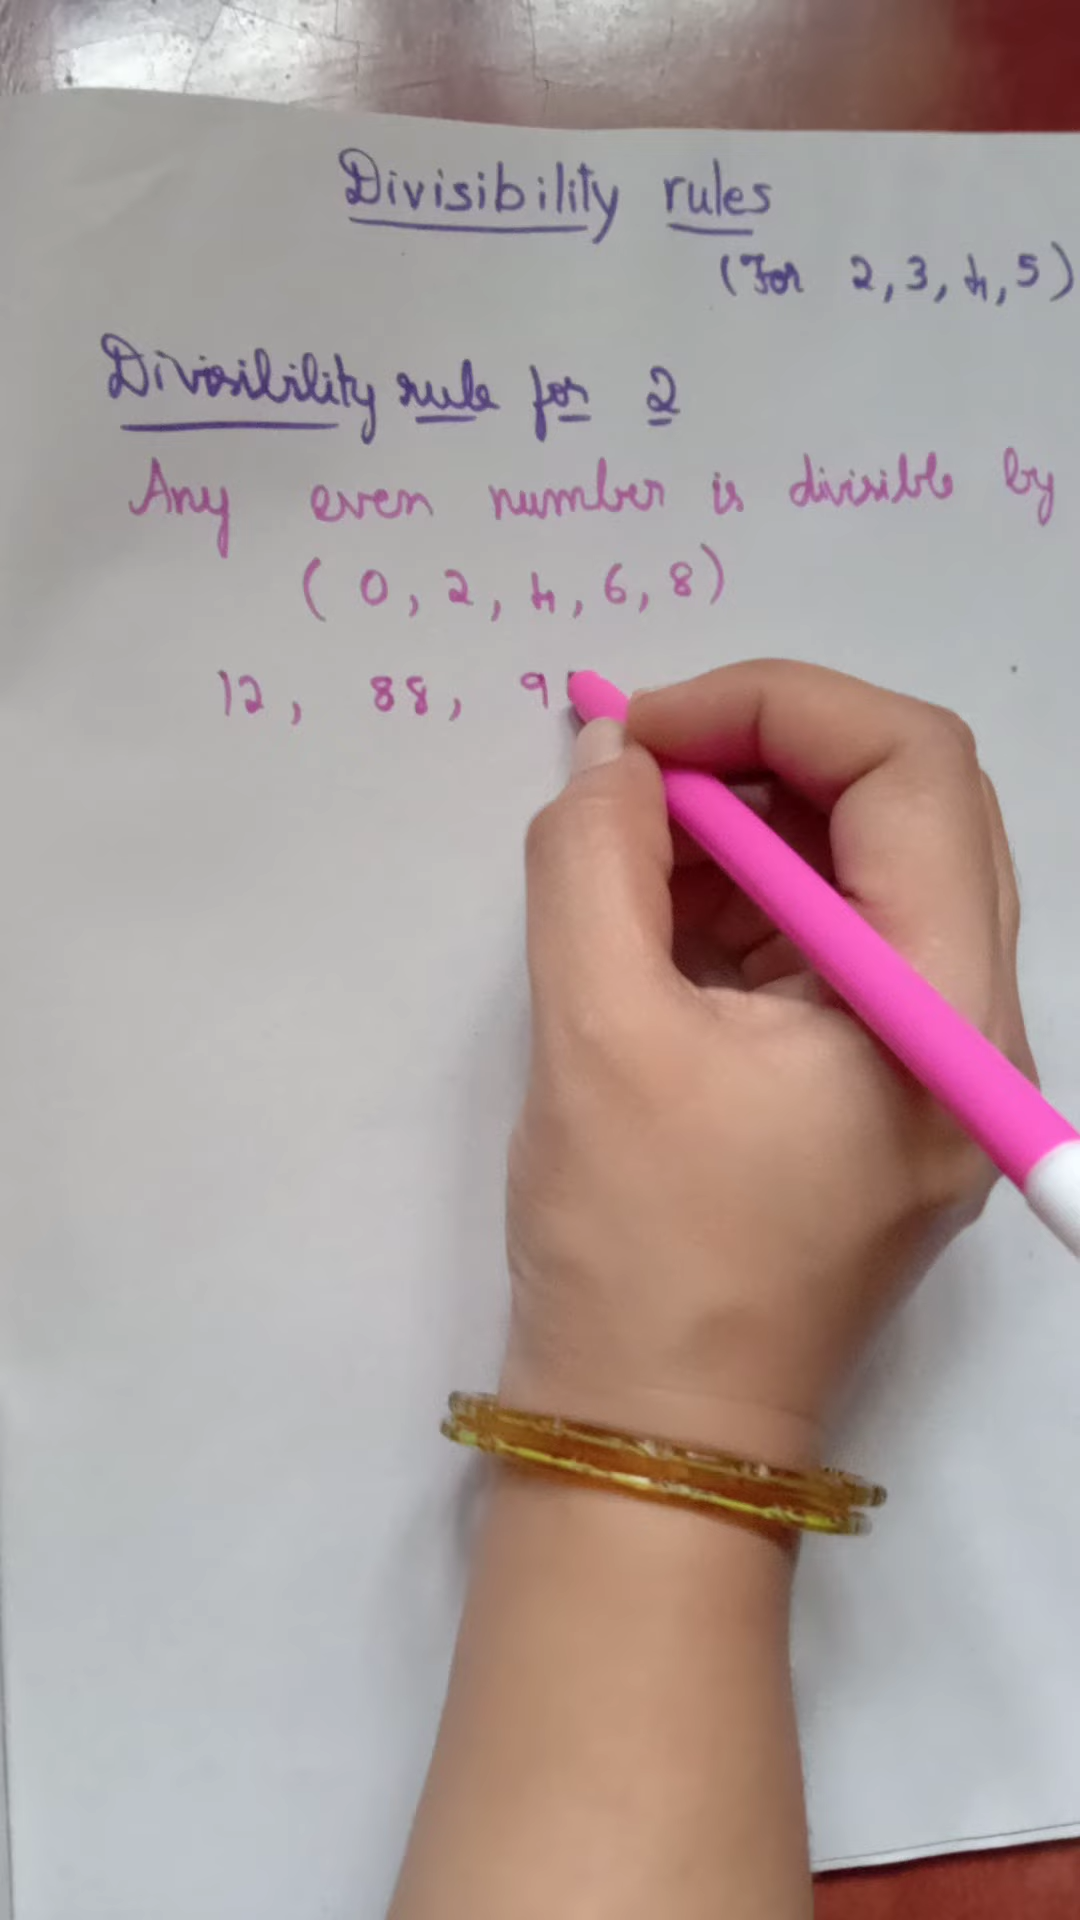 Divisibility rules
(For 2, 3, 4, 5)
Divisibility rule for 2
Any even number is divisible by
( 0, 2, 4, 6, 8)
12, 88, 9